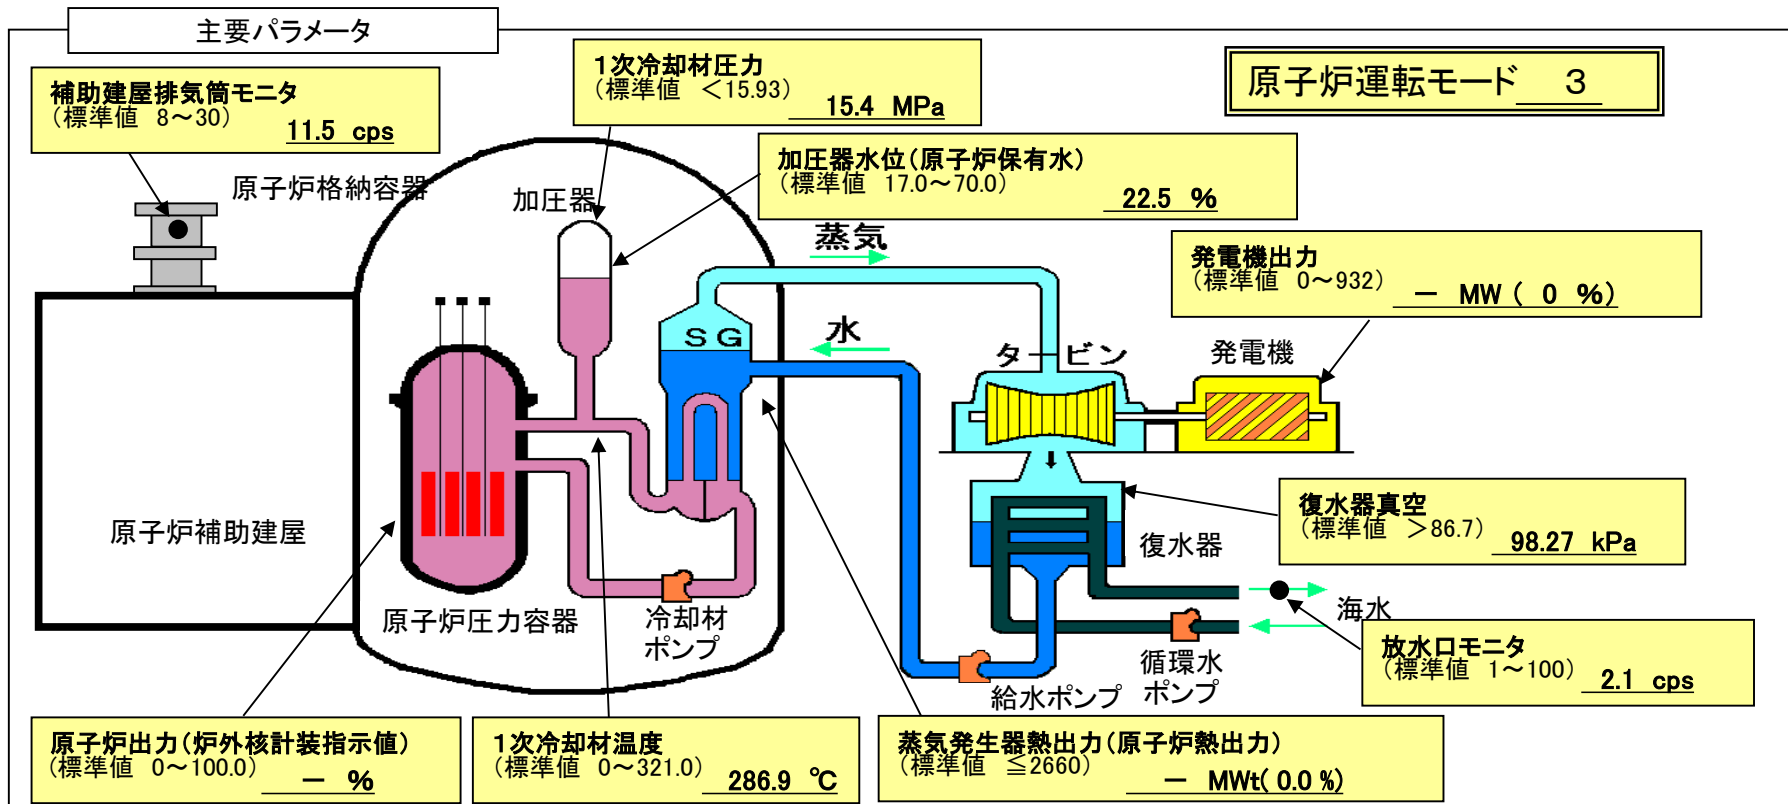 主要パラメータ
補助建屋排気筒モニタ
(標準値 8～30)
11.5 cps
1次冷却材圧力
(標準値 ＜15.93)
15.4 MPa
原子炉運転モード 3
加圧器水位(原子炉保有水)
(標準値 17.0～70.0)
22.5 %
原子炉格納容器
加圧器
蒸気
発電機出力
(標準値 0～932)
－ MW ( 0 %)
水
ＳＧ
タービン
発電機
原子炉補助建屋
復水器真空
(標準値 ＞86.7)
98.27 kPa
復水器
海水
原子炉圧力容器
冷却材
ポンプ
給水ポンプ
循環水
ポンプ
放水口モニタ
(標準値 1～100)
2.1 cps
原子炉出力(炉外核計装指示値)
(標準値 0～100.0)
－ %
1次冷却材温度
(標準値 0～321.0)
286.9 ℃
蒸気発生器熱出力(原子炉熱出力)
(標準値 ≦2660)
－ MWt( 0.0 %)